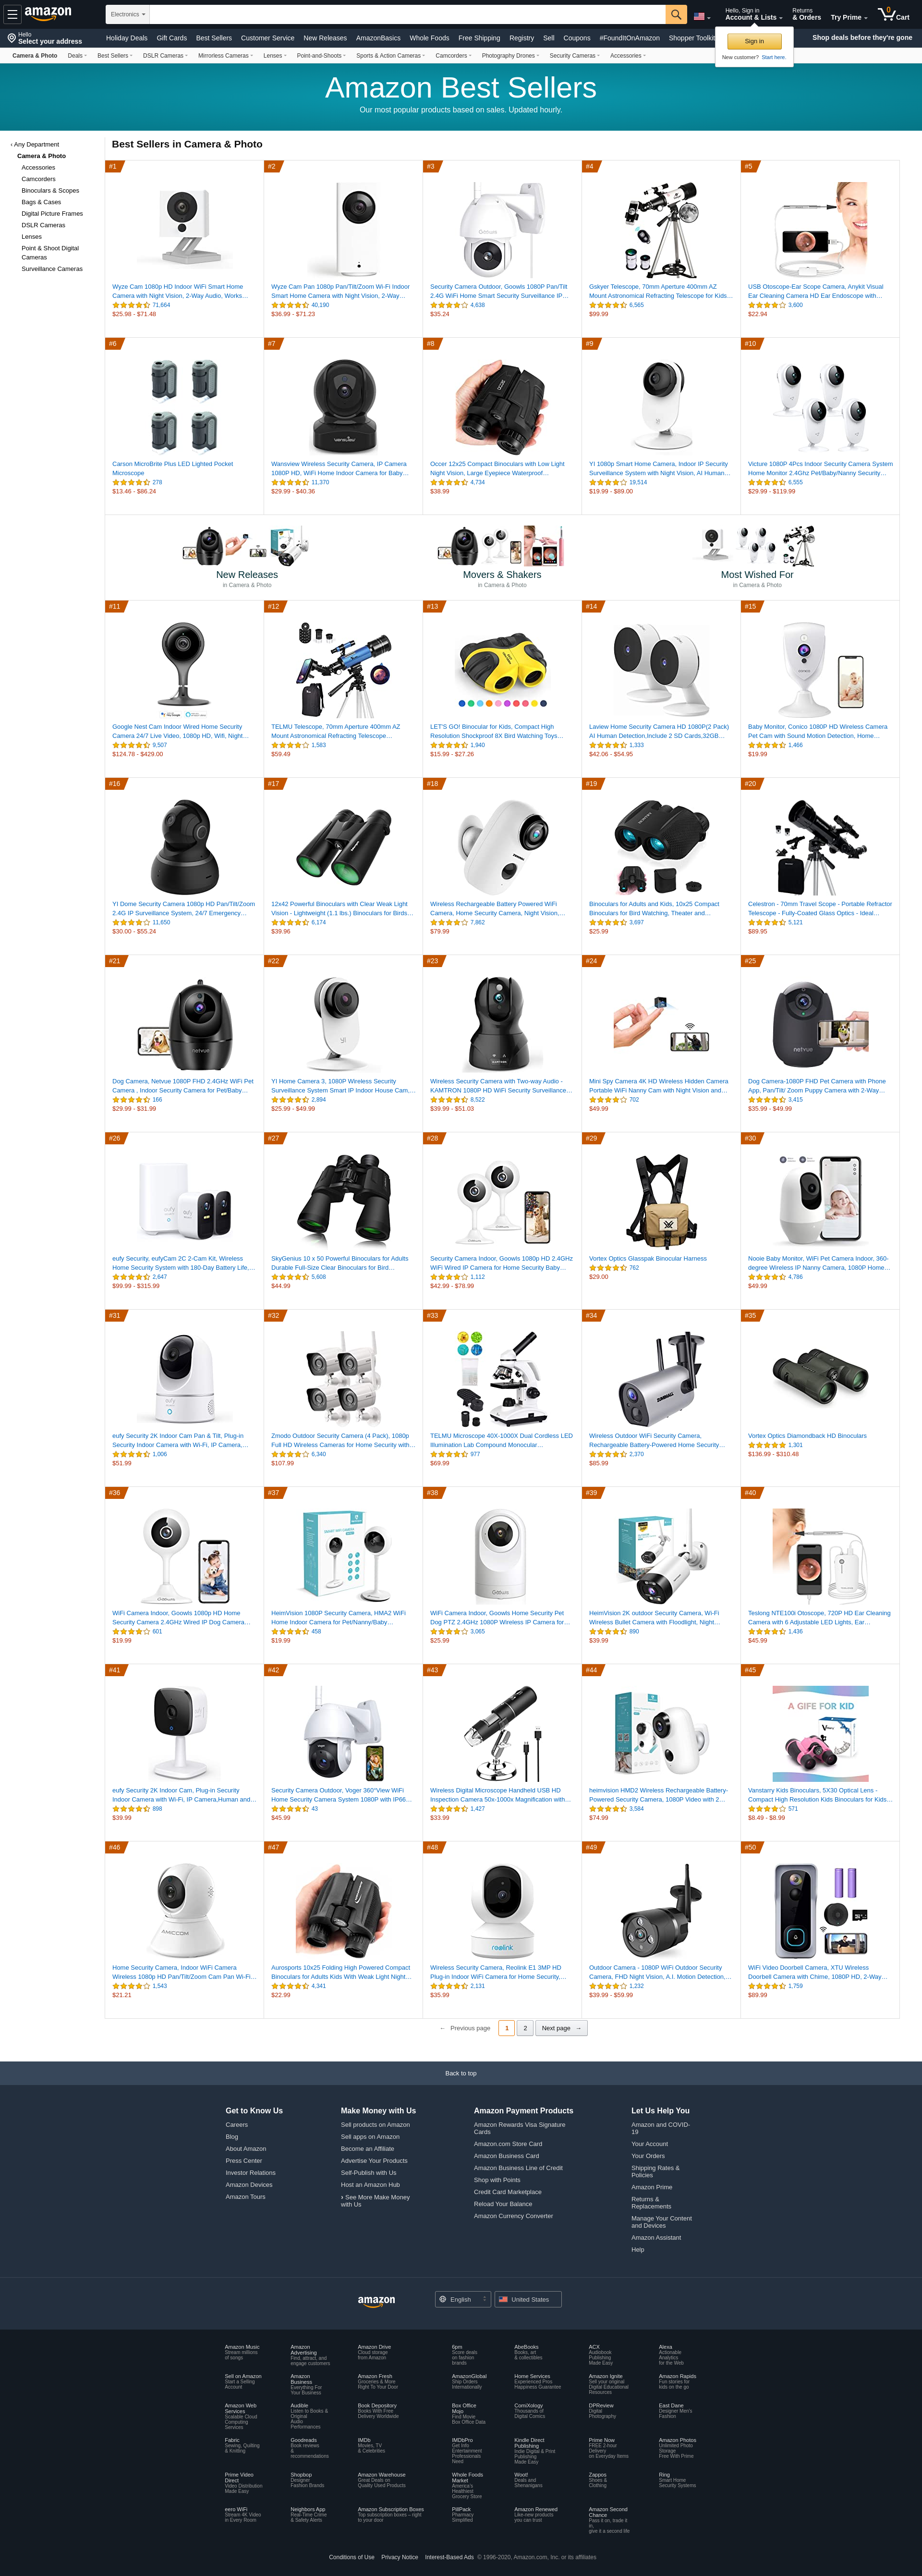 Hello
Select your address
amazon
Electronics
Hello, Sign in
Account & Lists
Returns
& Orders
Try Prime
0
Cart
Holiday Deals Gift Cards Best Sellers Customer Service New Releases AmazonBasics Whole Foods Free Shipping Registry Sell Coupons #FoundItOnAmazon Shopper Toolkit
Shop deals before they're gone
Sign in
New customer? Start here.
Camera & Photo Deals Best Sellers DSLR Cameras Mirrorless Cameras Lenses Point-and-Shoots Sports & Action Cameras Camcorders Photography Drones Security Cameras Accessories
Amazon Best Sellers
Our most popular products based on sales. Updated hourly.
‹ Any Department
Camera & Photo
Accessories
Camcorders
Binoculars & Scopes
Bags & Cases
Digital Picture Frames
DSLR Cameras
Lenses
Point & Shoot Digital
Cameras
Surveillance Cameras
Best Sellers in Camera & Photo
#1
Wyze Cam 1080p HD Indoor WiFi Smart Home
Camera with Night Vision, 2-Way Audio, Works…
71,664
$25.98 - $71.48
#2
Wyze Cam Pan 1080p Pan/Tilt/Zoom Wi-Fi Indoor
Smart Home Camera with Night Vision, 2-Way…
40,190
$36.99 - $71.23
#3
Security Camera Outdoor, Goowls 1080P Pan/Tilt
2.4G WiFi Home Smart Security Surveillance IP…
4,638
$35.24
#4
Gskyer Telescope, 70mm Aperture 400mm AZ
Mount Astronomical Refracting Telescope for Kids…
6,565
$99.99
#5
USB Otoscope-Ear Scope Camera, Anykit Visual
Ear Cleaning Camera HD Ear Endoscope with…
3,600
$22.94
#6
Carson MicroBrite Plus LED Lighted Pocket
Microscope
278
$13.46 - $86.24
#7
Wansview Wireless Security Camera, IP Camera
1080P HD, WiFi Home Indoor Camera for Baby…
11,370
$29.99 - $40.36
#8
Occer 12x25 Compact Binoculars with Low Light
Night Vision, Large Eyepiece Waterproof…
4,734
$38.99
#9
YI 1080p Smart Home Camera, Indoor IP Security
Surveillance System with Night Vision, AI Human…
19,514
$19.99 - $89.00
#10
Victure 1080P 4Pcs Indoor Security Camera System
Home Monitor 2.4Ghz Pet/Baby/Nanny Security…
6,555
$29.99 - $119.99
New Releases
in Camera & Photo
Movers & Shakers
in Camera & Photo
Most Wished For
in Camera & Photo
#11
Google Nest Cam Indoor Wired Home Security
Camera 24/7 Live Video, 1080p HD, Wifi, Night…
9,507
$124.78 - $429.00
#12
TELMU Telescope, 70mm Aperture 400mm AZ
Mount Astronomical Refracting Telescope…
1,583
$59.49
#13
LET'S GO! Binocular for Kids, Compact High
Resolution Shockproof 8X Bird Watching Toys…
1,940
$15.99 - $27.26
#14
Laview Home Security Camera HD 1080P(2 Pack)
AI Human Detection,Include 2 SD Cards,32GB…
1,333
$42.06 - $54.95
#15
Baby Monitor, Conico 1080P HD Wireless Camera
Pet Cam with Sound Motion Detection, Home…
1,466
$19.99
#16
YI Dome Security Camera 1080p HD Pan/Tilt/Zoom
2.4G IP Surveillance System, 24/7 Emergency…
11,650
$30.00 - $55.24
#17
12x42 Powerful Binoculars with Clear Weak Light
Vision - Lightweight (1.1 lbs.) Binoculars for Birds…
6,174
$39.96
#18
Wireless Rechargeable Battery Powered WiFi
Camera, Home Security Camera, Night Vision,…
7,862
$79.99
#19
Binoculars for Adults and Kids, 10x25 Compact
Binoculars for Bird Watching, Theater and…
3,697
$25.99
#20
Celestron - 70mm Travel Scope - Portable Refractor
Telescope - Fully-Coated Glass Optics - Ideal…
5,121
$89.95
#21
Dog Camera, Netvue 1080P FHD 2.4GHz WiFi Pet
Camera , Indoor Security Camera for Pet/Baby…
166
$29.99 - $31.99
#22
YI Home Camera 3, 1080P Wireless Security
Surveillance System Smart IP Indoor House Cam,…
2,894
$25.99 - $49.99
#23
Wireless Security Camera with Two-way Audio -
KAMTRON 1080P HD WiFi Security Surveillance…
8,522
$39.99 - $51.03
#24
Mini Spy Camera 4K HD Wireless Hidden Camera
Portable WiFi Nanny Cam with Night Vision and…
702
$49.99
#25
Dog Camera-1080P FHD Pet Camera with Phone
App, Pan/Tilt/ Zoom Puppy Camera with 2-Way…
3,415
$35.99 - $49.99
#26
eufy Security, eufyCam 2C 2-Cam Kit, Wireless
Home Security System with 180-Day Battery Life,…
2,647
$99.99 - $315.99
#27
SkyGenius 10 x 50 Powerful Binoculars for Adults
Durable Full-Size Clear Binoculars for Bird…
5,608
$44.99
#28
Security Camera Indoor, Goowls 1080p HD 2.4GHz
WiFi Wired IP Camera for Home Security Baby…
1,112
$42.99 - $78.99
#29
Vortex Optics Glasspak Binocular Harness
762
$29.00
#30
Nooie Baby Monitor, WiFi Pet Camera Indoor, 360-
degree Wireless IP Nanny Camera, 1080P Home…
4,786
$49.99
#31
eufy Security 2K Indoor Cam Pan & Tilt, Plug-in
Security Indoor Camera with Wi-Fi, IP Camera,…
1,006
$51.99
#32
Zmodo Outdoor Security Camera (4 Pack), 1080p
Full HD Wireless Cameras for Home Security with…
6,340
$107.99
#33
TELMU Microscope 40X-1000X Dual Cordless LED
Illumination Lab Compound Monocular…
977
$69.99
#34
Wireless Outdoor WiFi Security Camera,
Rechargeable Battery-Powered Home Security…
2,370
$85.99
#35
Vortex Optics Diamondback HD Binoculars
1,301
$136.99 - $310.48
#36
WiFi Camera Indoor, Goowls 1080p HD Home
Security Camera 2.4GHz Wired IP Dog Camera…
601
$19.99
#37
HeimVision 1080P Security Camera, HMA2 WiFi
Home Indoor Camera for Pet/Nanny/Baby…
458
$19.99
#38
WiFi Camera Indoor, Goowls Home Security Pet
Dog PTZ 2.4GHz 1080P Wireless IP Camera for…
3,065
$25.99
#39
HeimVision 2K outdoor Security Camera, Wi-Fi
Wireless Bullet Camera with Floodlight, Night…
890
$39.99
#40
Teslong NTE100i Otoscope, 720P HD Ear Cleaning
Camera with 6 Adjustable LED Lights, Ear…
1,436
$45.99
#41
eufy Security 2K Indoor Cam, Plug-in Security
Indoor Camera with Wi-Fi, IP Camera,Human and…
898
$39.99
#42
Security Camera Outdoor, Voger 360°View WiFi
Home Security Camera System 1080P with IP66…
43
$45.99
#43
Wireless Digital Microscope Handheld USB HD
Inspection Camera 50x-1000x Magnification with…
1,427
$33.99
#44
heimvision HMD2 Wireless Rechargeable Battery-
Powered Security Camera, 1080P Video with 2…
3,584
$74.99
#45
A GIFE FOR KID
Vanstarry Kids Binoculars, 5X30 Optical Lens -
Compact High Resolution Kids Binoculars for Kids…
571
$6.49 - $8.99
#46
Home Security Camera, Indoor WiFi Camera
Wireless 1080p HD Pan/Tilt/Zoom Cam Pan Wi-Fi…
1,543
$21.21
#47
Aurosports 10x25 Folding High Powered Compact
Binoculars for Adults Kids With Weak Light Night…
4,341
$22.99
#48
reolink
Wireless Security Camera, Reolink E1 3MP HD
Plug-in Indoor WiFi Camera for Home Security,…
2,131
$35.99
#49
Outdoor Camera - 1080P WiFi Outdoor Security
Camera, FHD Night Vision, A.I. Motion Detection,…
1,232
$39.99 - $59.99
#50
WiFi Video Doorbell Camera, XTU Wireless
Doorbell Camera with Chime, 1080P HD, 2-Way…
1,759
$89.99
← Previous page 1 2 Next page →
Back to top
Get to Know Us
Careers
Blog
About Amazon
Press Center
Investor Relations
Amazon Devices
Amazon Tours
Make Money with Us
Sell products on Amazon
Sell apps on Amazon
Become an Affiliate
Advertise Your Products
Self-Publish with Us
Host an Amazon Hub
› See More Make Money
with Us
Amazon Payment Products
Amazon Rewards Visa Signature
Cards
Amazon.com Store Card
Amazon Business Card
Amazon Business Line of Credit
Shop with Points
Credit Card Marketplace
Reload Your Balance
Amazon Currency Converter
Let Us Help You
Amazon and COVID-
19
Your Account
Your Orders
Shipping Rates &
Policies
Amazon Prime
Returns &
Replacements
Manage Your Content
and Devices
Amazon Assistant
Help
amazon
English
United States
Amazon Music
Stream millions
of songs
Amazon
Advertising
Find, attract, and
engage customers
Amazon Drive
Cloud storage
from Amazon
6pm
Score deals
on fashion
brands
AbeBooks
Books, art
& collectibles
ACX
Audiobook
Publishing
Made Easy
Alexa
Actionable
Analytics
for the Web
Sell on Amazon
Start a Selling
Account
Amazon
Business
Everything For
Your Business
Amazon Fresh
Groceries & More
Right To Your Door
AmazonGlobal
Ship Orders
Internationally
Home Services
Experienced Pros
Happiness Guarantee
Amazon Ignite
Sell your original
Digital Educational
Resources
Amazon Rapids
Fun stories for
kids on the go
Amazon Web
Services
Scalable Cloud
Computing
Services
Audible
Listen to Books &
Original
Audio
Performances
Book Depository
Books With Free
Delivery Worldwide
Box Office
Mojo
Find Movie
Box Office Data
ComiXology
Thousands of
Digital Comics
DPReview
Digital
Photography
East Dane
Designer Men's
Fashion
Fabric
Sewing, Quilting
& Knitting
Goodreads
Book reviews
&
recommendations
IMDb
Movies, TV
& Celebrities
IMDbPro
Get Info
Entertainment
Professionals
Need
Kindle Direct
Publishing
Indie Digital & Print
Publishing
Made Easy
Prime Now
FREE 2-hour
Delivery
on Everyday Items
Amazon Photos
Unlimited Photo
Storage
Free With Prime
Prime Video
Direct
Video Distribution
Made Easy
Shopbop
Designer
Fashion Brands
Amazon Warehouse
Great Deals on
Quality Used Products
Whole Foods
Market
America's
Healthiest
Grocery Store
Woot!
Deals and
Shenanigans
Zappos
Shoes &
Clothing
Ring
Smart Home
Security Systems
eero WiFi
Stream 4K Video
in Every Room
Neighbors App
Real-Time Crime
& Safety Alerts
Amazon Subscription Boxes
Top subscription boxes – right
to your door
PillPack
Pharmacy
Simplified
Amazon Renewed
Like-new products
you can trust
Amazon Second
Chance
Pass it on, trade it
in,
give it a second life
Conditions of Use Privacy Notice Interest-Based Ads © 1996-2020, Amazon.com, Inc. or its affiliates